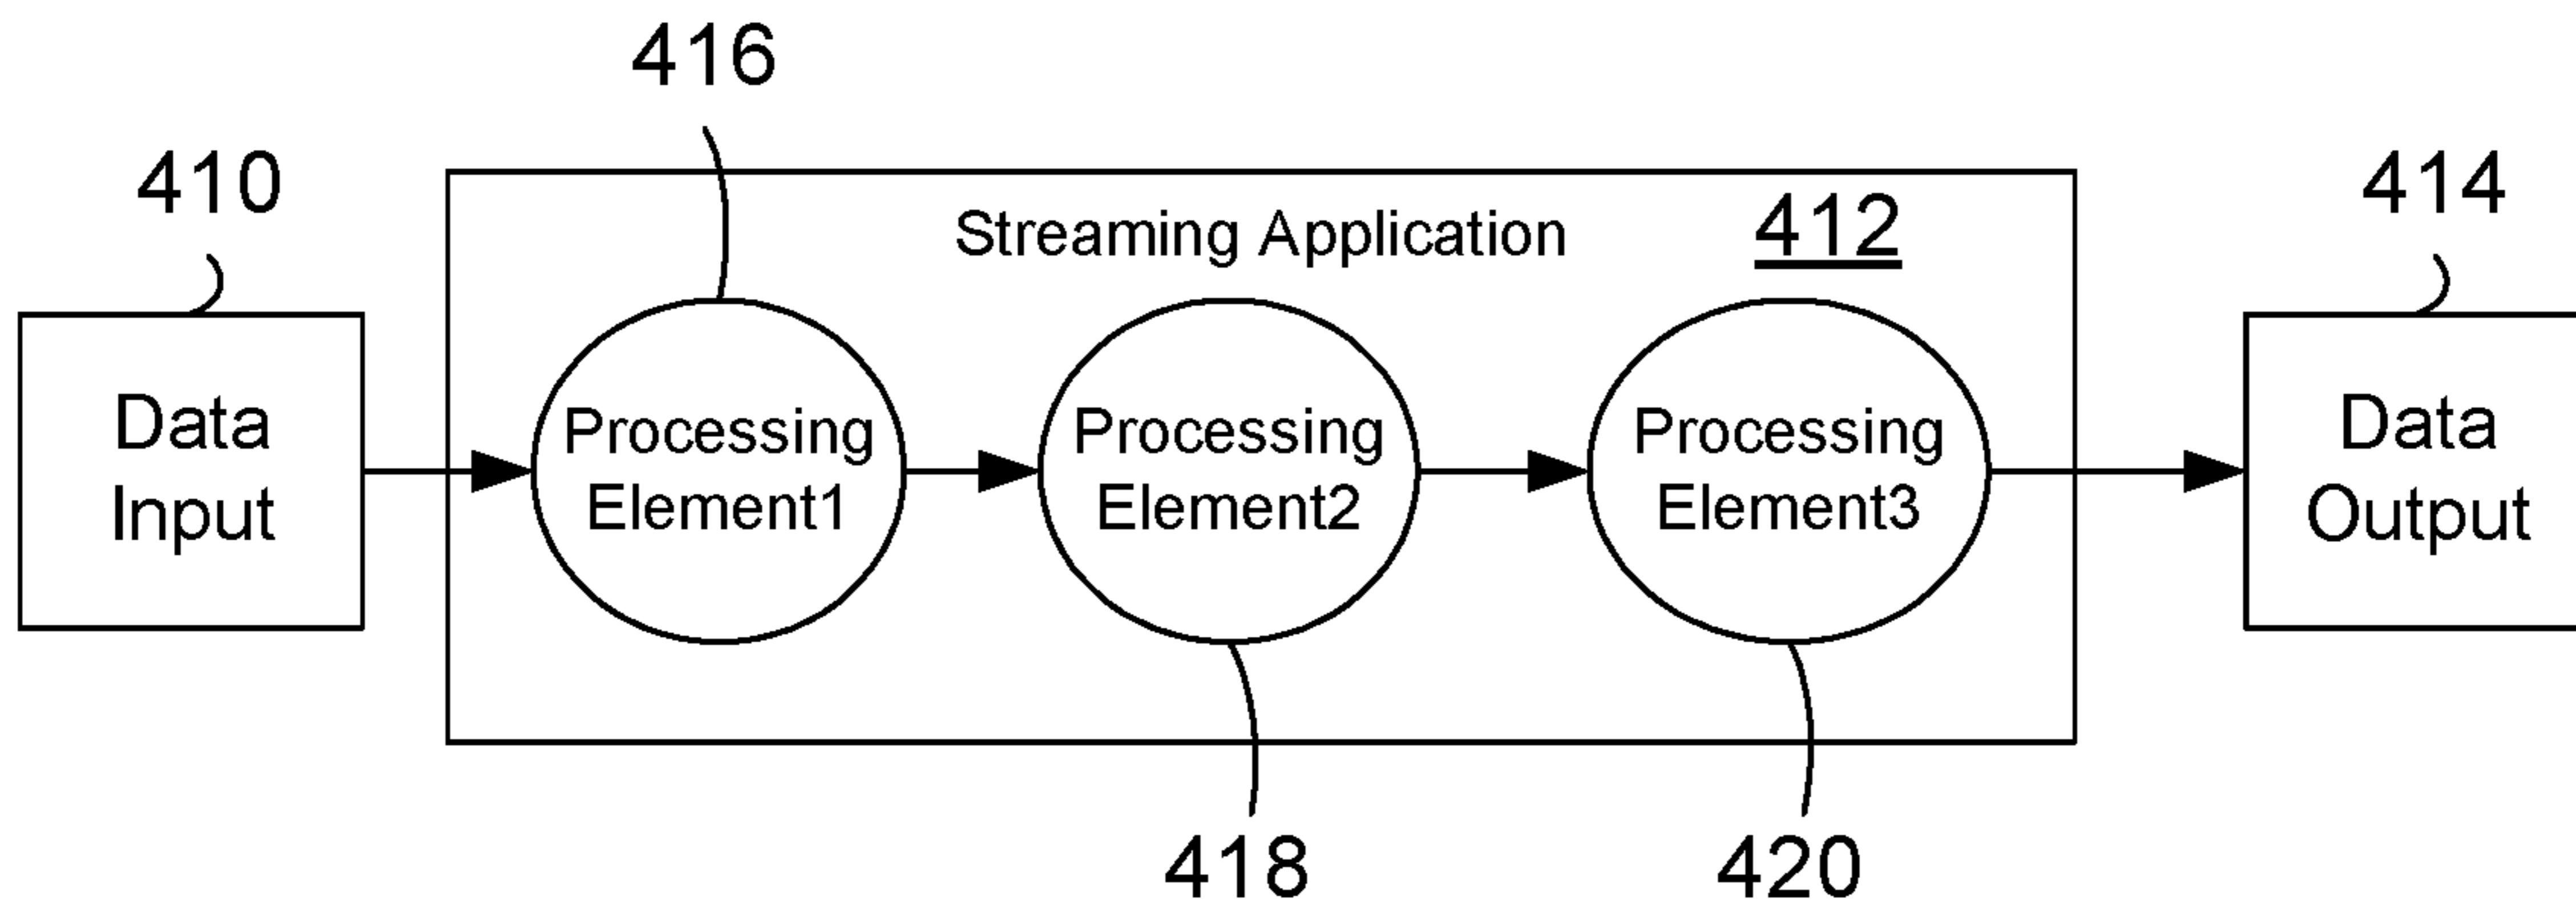 416
410
414
Streaming Application
412
Data
Input
Processing
Element1
Processing
Element2
Processing
Element3
Data
Output
418
420